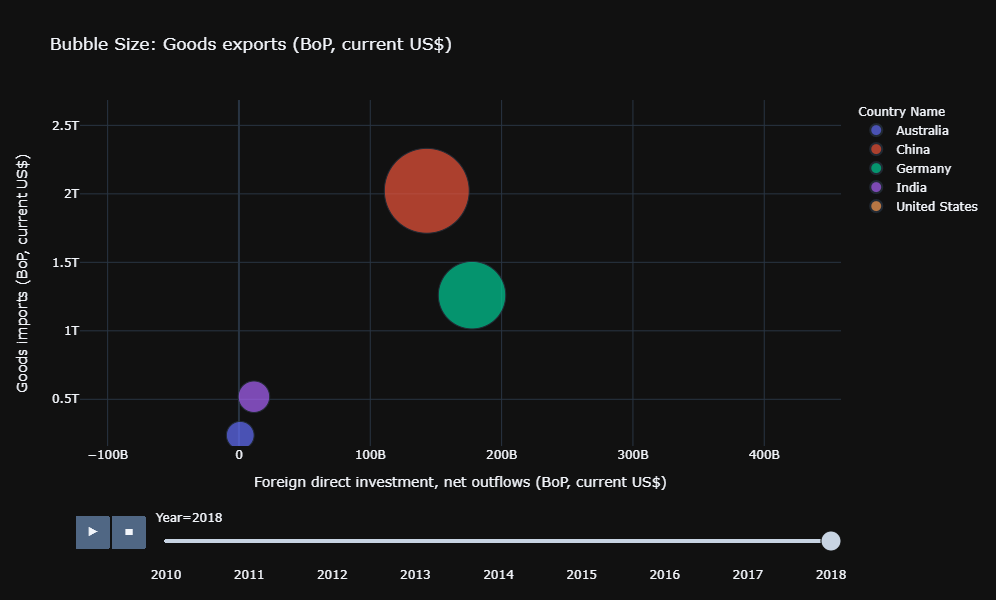 Bubble Size: Goods exports (BoP, current US$)
Country Name
Australia
China
Germany
India
United States
Goods imports (BoP, current US$)
2.5T
2T
1.5T
1T
0.5T
−100B 0 100B 200B 300B 400B
Foreign direct investment, net outflows (BoP, current US$)
Year=2018
2010 2011 2012 2013 2014 2015 2016 2017 2018